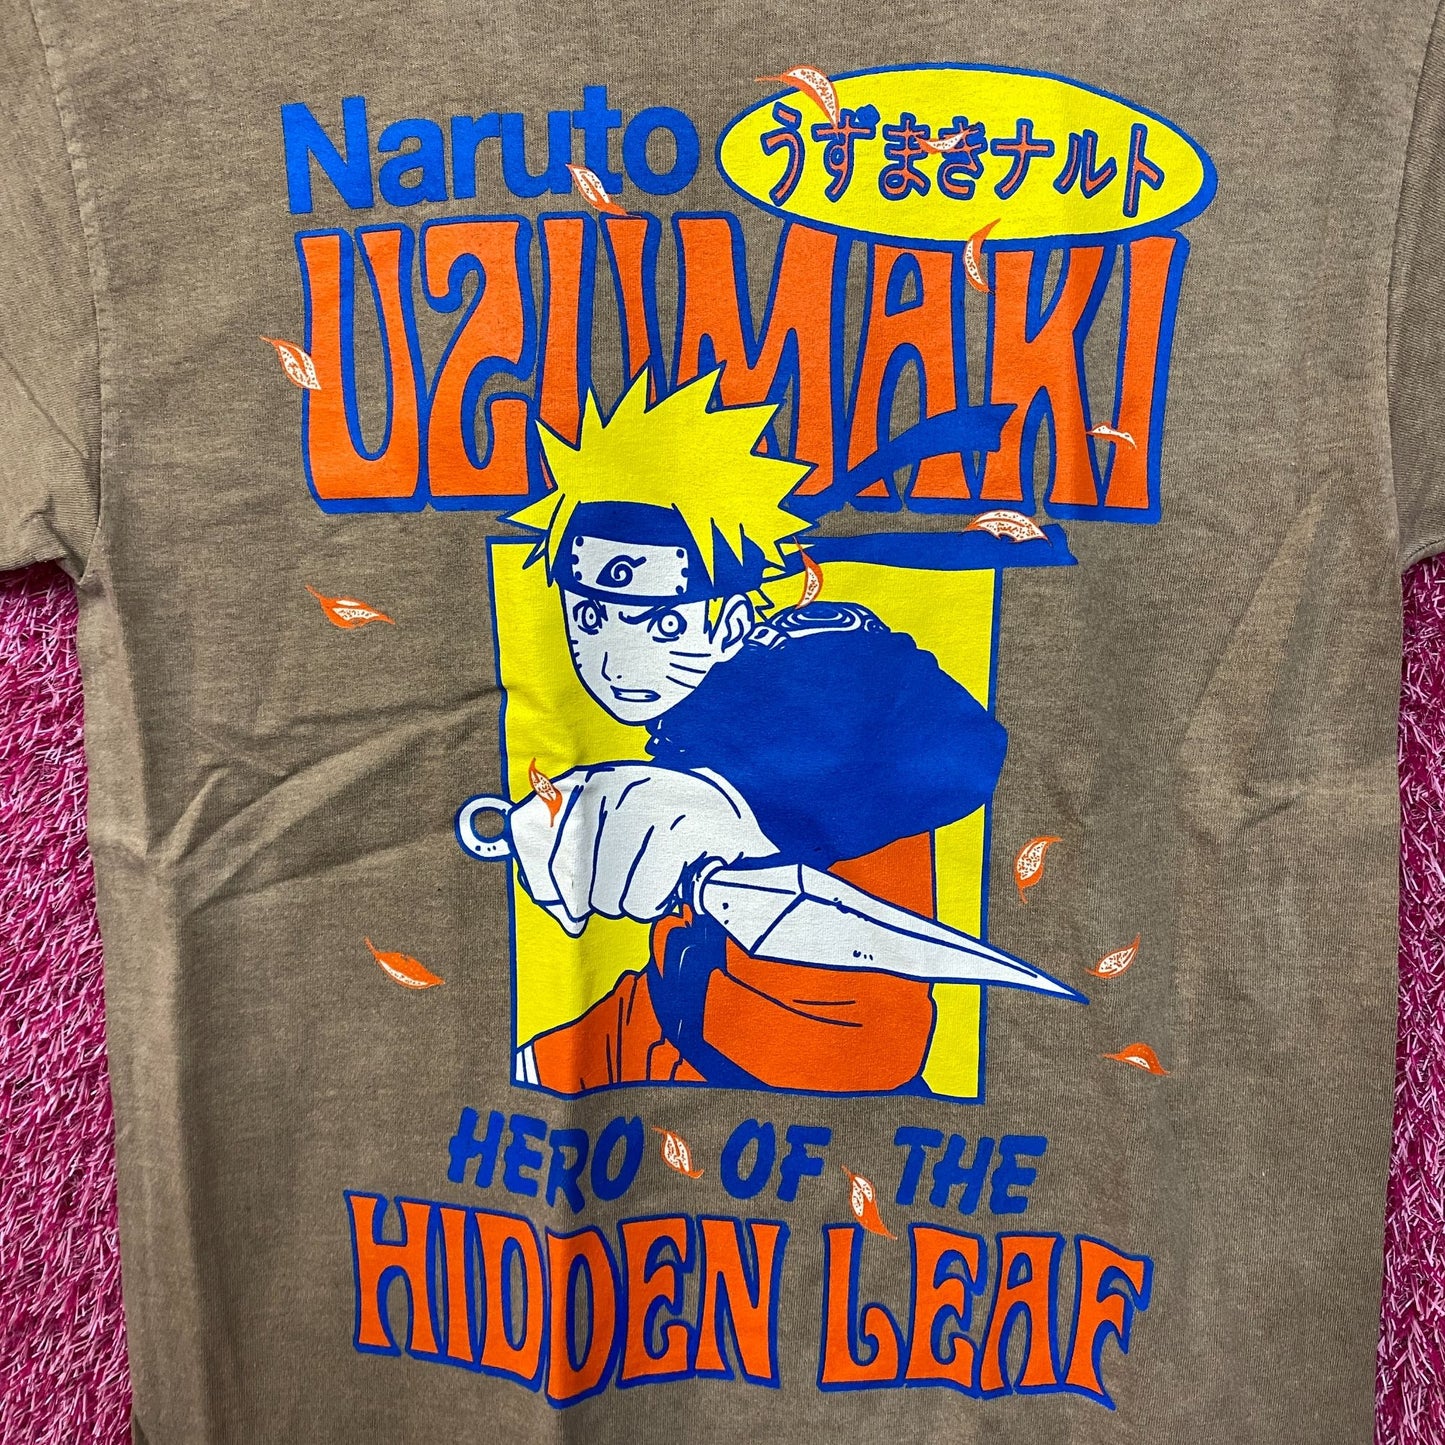 Naruto うずまきナルト
UZUMAKI
HERO OF THE
HIDDEN LEAF